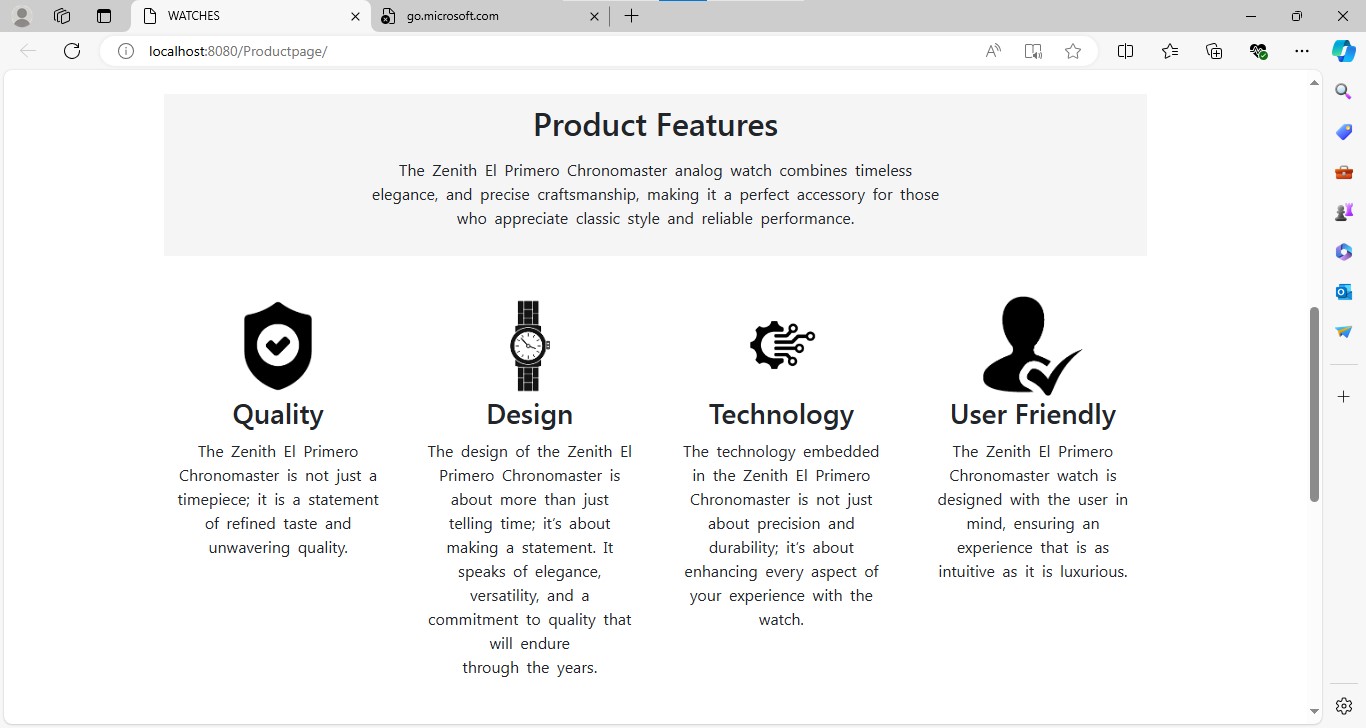 WATCHES
go.microsoft.com
localhost:8080/Productpage/
Product Features
The Zenith El Primero Chronomaster analog watch combines timeless
elegance, and precise craftsmanship, making it a perfect accessory for those
who appreciate classic style and reliable performance.
Quality
The Zenith El Primero
Chronomaster is not just a
timepiece; it is a statement
of refined taste and
unwavering quality.
Design
The design of the Zenith El
Primero Chronomaster is
about more than just
telling time; it's about
making a statement. It
speaks of elegance,
versatility, and a
commitment to quality that
will endure
through the years.
Technology
The technology embedded
in the Zenith El Primero
Chronomaster is not just
about precision and
durability; it's about
enhancing every aspect of
your experience with the
watch.
User Friendly
The Zenith El Primero
Chronomaster watch is
designed with the user in
mind, ensuring an
experience that is as
intuitive as it is luxurious.